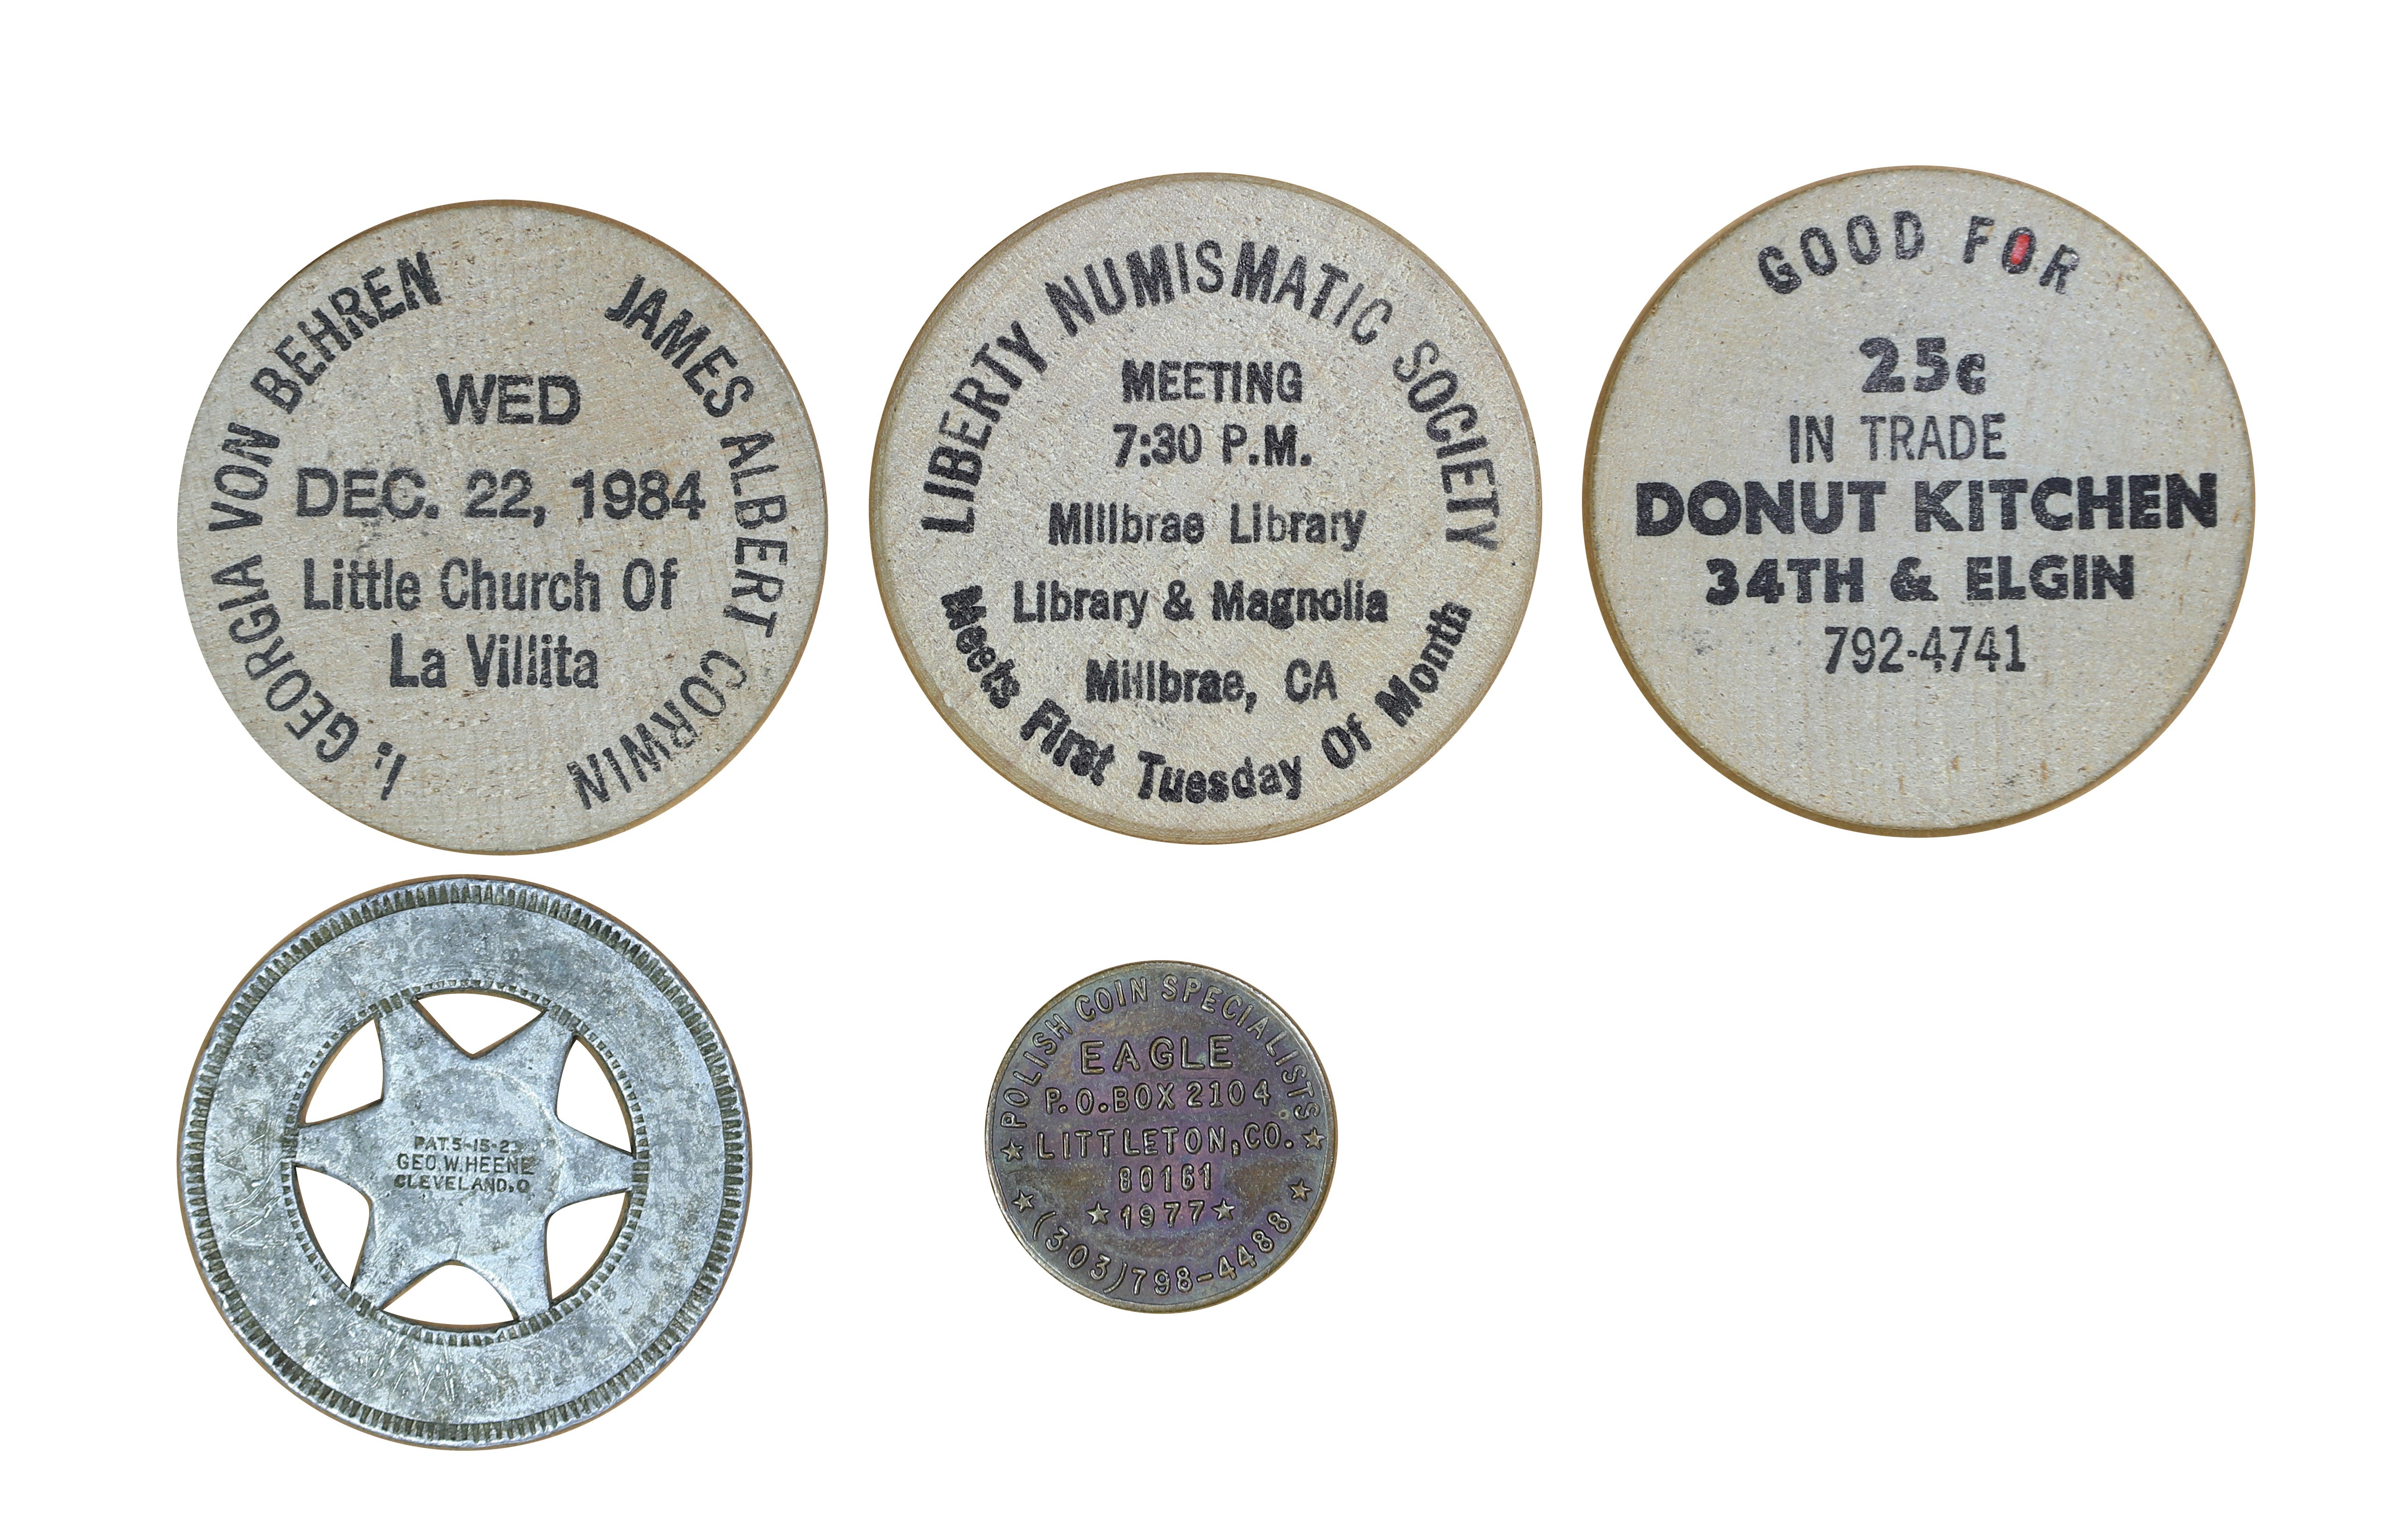 L. GEORGIA VON BEHREN
JAMES ALBERT CORWIN
WED
DEC. 22, 1984
Little Church Of
La Villita
LIBERTY NUMISMATIC SOCIETY
MEETING
7:30 P.M.
Millbrae Library
Library & Magnolia
Millbrae, CA
Meets First Tuesday Of Month
GOOD FOR
25¢
IN TRADE
DONUT KITCHEN
34TH & ELGIN
792-4741
PAT.5-15-2
GEO.W.HEENE
CLEVELAND,O
POLISH COIN SPECIALISTS
EAGLE
P.O.BOX 2104
LITTLETON,CO.
80161
1977
(303)798-4488